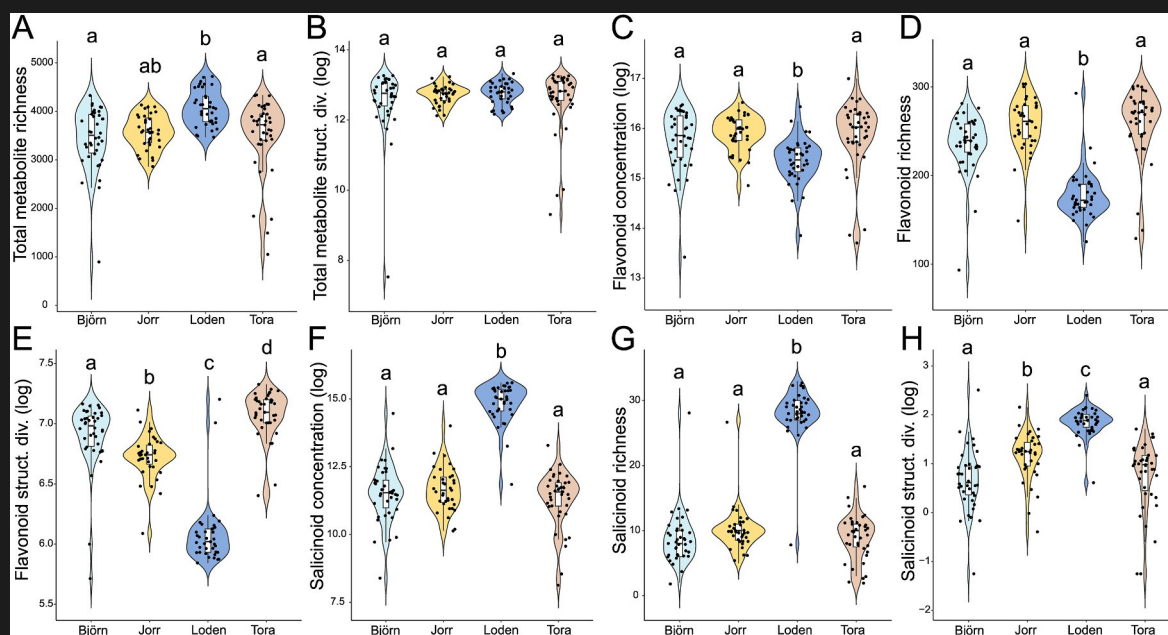 A
Total metabolite richness
5000
4000
3000
2000
1000
0
a
ab
b
a
Björn Jorr Loden Tora
B
Total metabolite struct. div. (log)
14
12
10
8
a
a
a
a
Björn Jorr Loden Tora
C
Flavonoid concentration (log)
17
16
15
14
13
a
a
b
a
Björn Jorr Loden Tora
D
Flavonoid richness
300
200
100
a
a
b
a
Björn Jorr Loden Tora
E
Flavonoid struct. div. (log)
7.5
7.0
6.5
6.0
5.5
a
b
c
d
Björn Jorr Loden Tora
F
Salicinoid concentration (log)
15.0
12.5
10.0
7.5
a
a
b
a
Björn Jorr Loden Tora
G
Salicinoid richness
30
20
10
0
a
a
b
a
Björn Jorr Loden Tora
H
Salicinoid struct. div. (log)
3
2
1
0
−1
−2
a
b
c
a
Björn Jorr Loden Tora